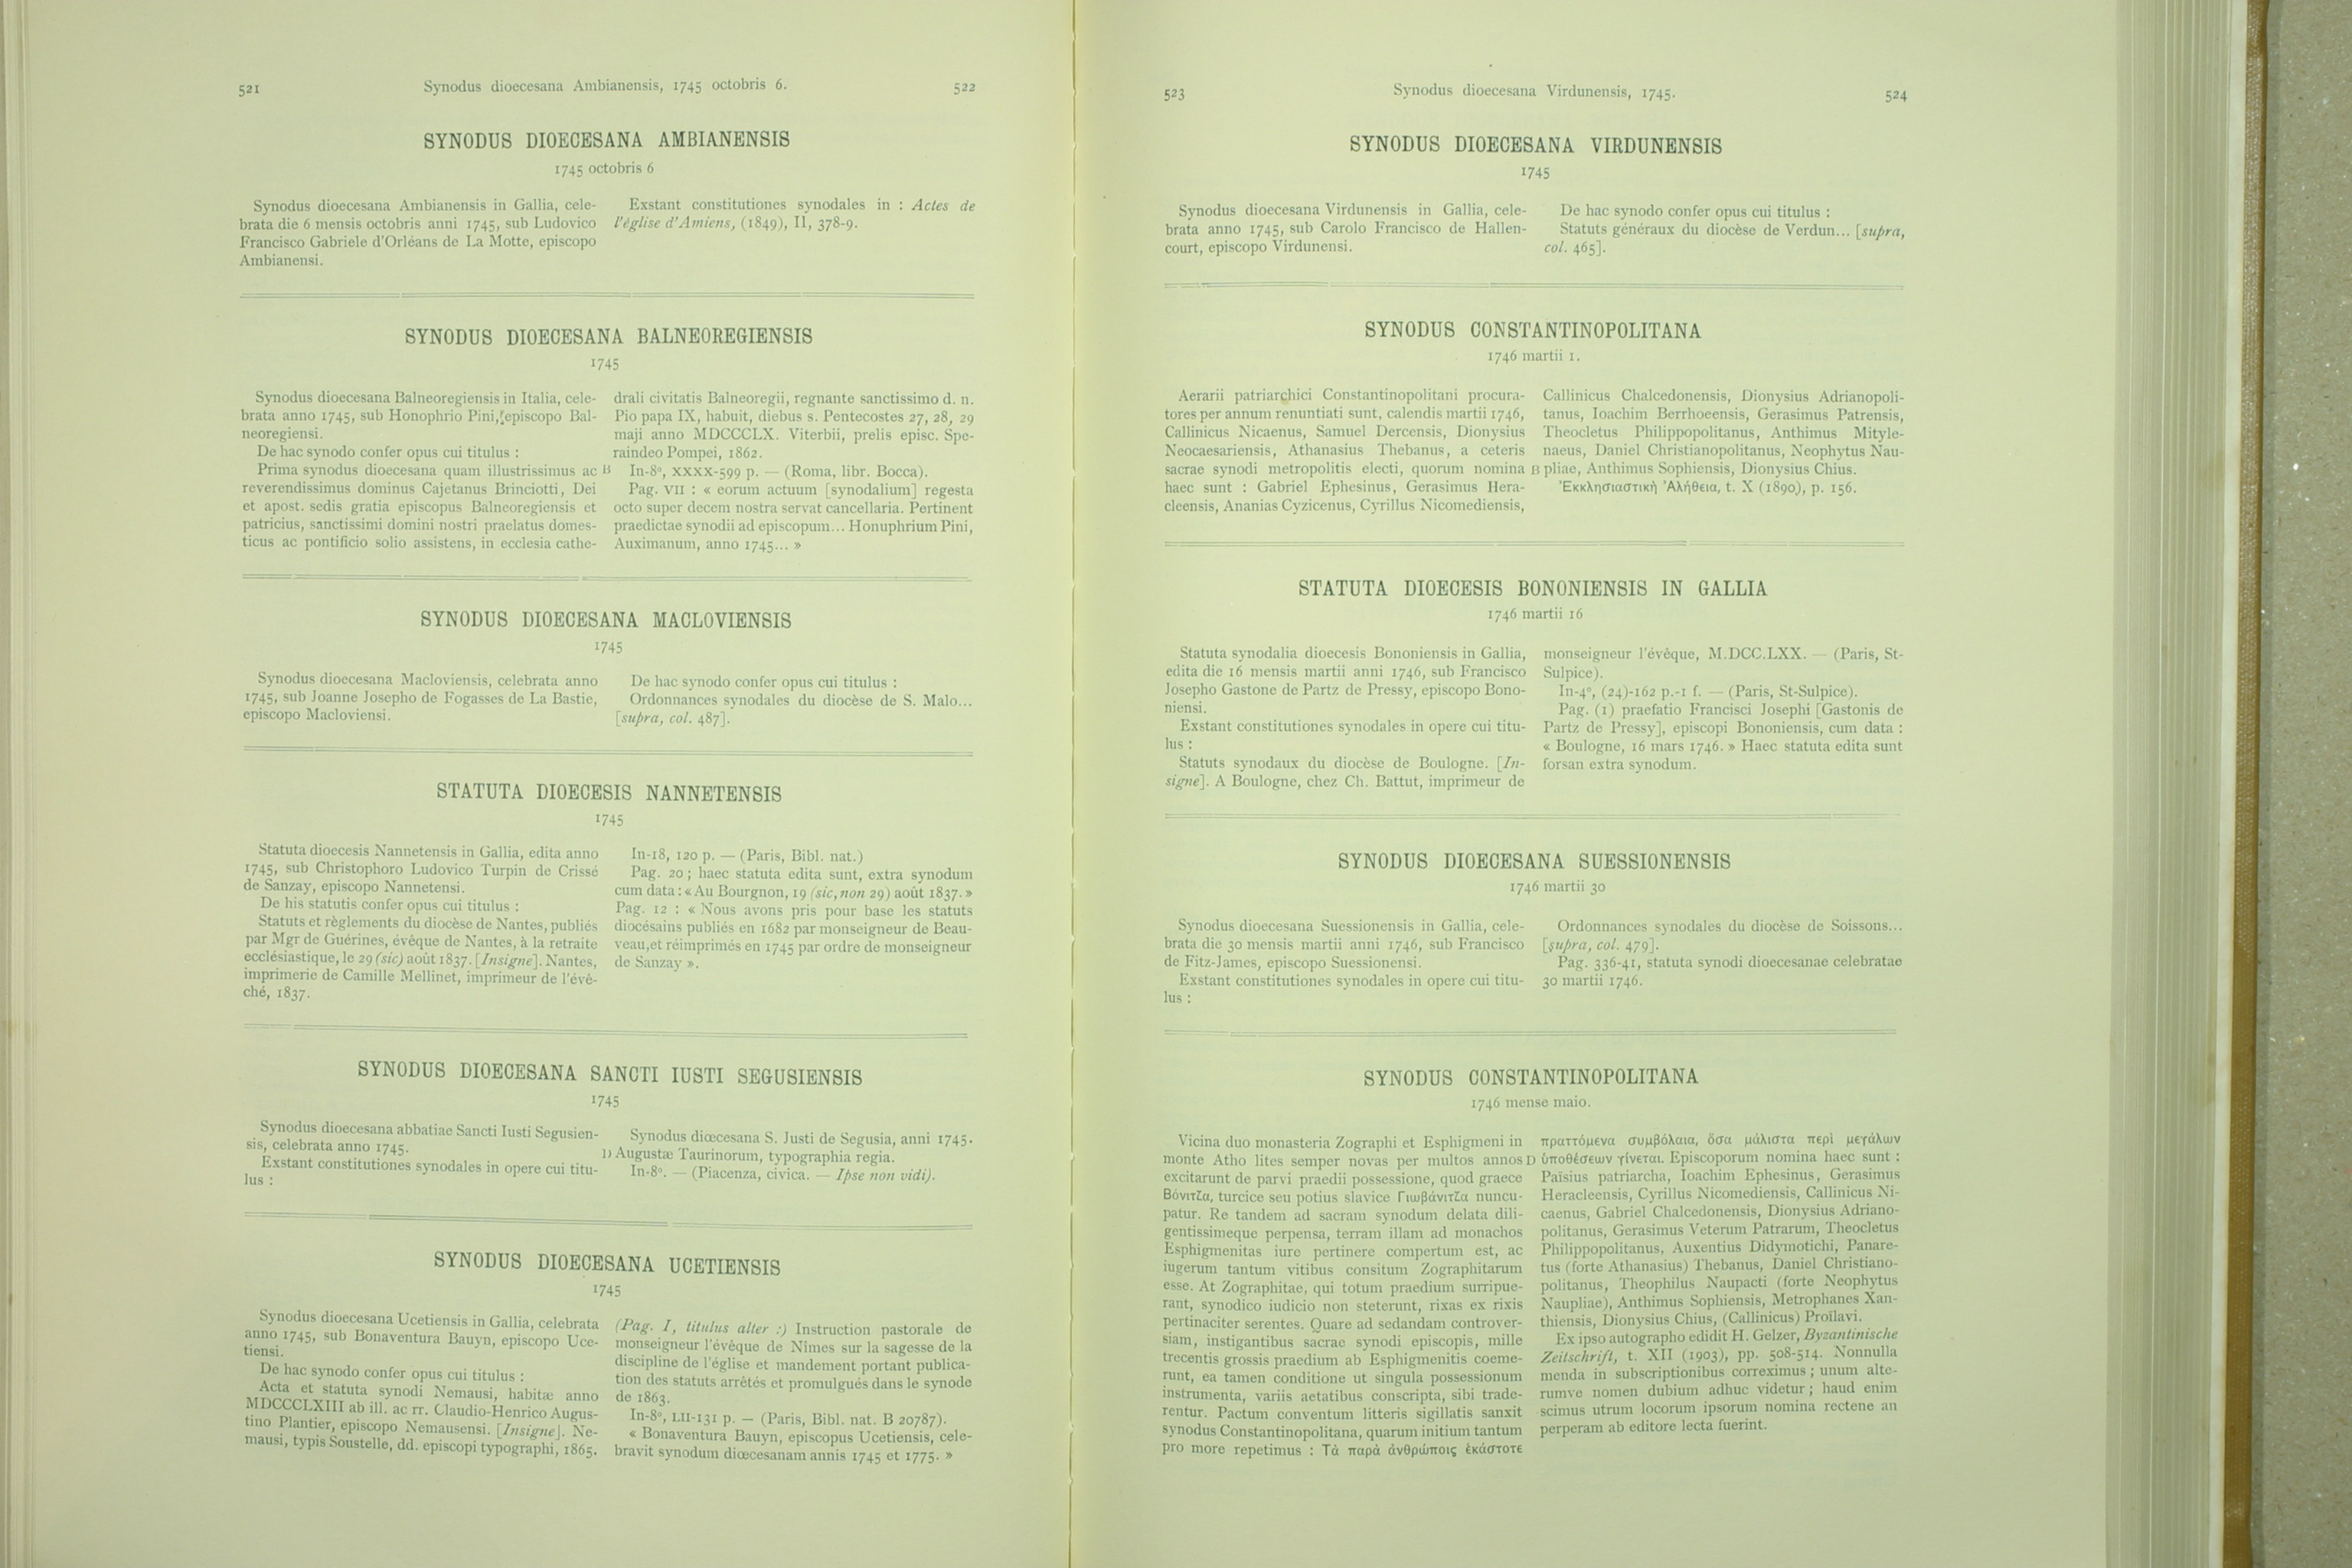 521
Synodus dioecesana Ambianensis, 1745 octobris 6.
522
SYNODUS DIOECESANA AMBIANENSIS
1745 octobris 6
Synodus dioecesana Ambianensis in Gallia, cele-
brata die 6 mensis octobris anni 1745, sub Ludovico
Francisco Gabriele d'Orléans de La Motte, episcopo
Ambianensi.
Exstant constitutiones synodales in : Actes de
l'église d'Amiens, (1849), II, 378-9.
SYNODUS DIOECESANA BALNEOREGIENSIS
1745
Synodus dioecesana Balneoregiensis in Italia, cele-
brata anno 1745, sub Honophrio Pini, episcopo Bal-
neoregiensi.
De hac synodo confer opus cui titulus :
Prima synodus dioecesana quam illustrissimus ac
reverendissimus dominus Cajetanus Brinciotti, Dei
et apost. sedis gratia episcopus Balneoregiensis et
patricius, sanctissimi domini nostri praelatus domes-
ticus ac pontificio solio assistens, in ecclesia cathe-
drali civitatis Balneoregii, regnante sanctissimo d. n.
Pio papa IX, habuit, diebus s. Pentecostes 27, 28, 29
maji anno MDCCCLX. Viterbii, prelis episc. Spe-
raindeo Pompei, 1862.
B In-8º, XXXX-599 p. — (Roma, libr. Bocca).
Pag. VII : « eorum actuum [synodalium] regesta
octo super decem nostra servat cancellaria. Pertinent
praedictae synodii ad episcopum... Honuphrium Pini,
Auximanum, anno 1745... »
SYNODUS DIOECESANA MACLOVIENSIS
1745
Synodus dioecesana Macloviensis, celebrata anno
1745, sub Joanne Josepho de Fogasses de La Bastie,
episcopo Macloviensi.
De hac synodo confer opus cui titulus :
Ordonnances synodales du diocèse de S. Malo...
[supra, col. 487].
STATUTA DIOECESIS NANNETENSIS
1745
Statuta dioecesis Nannetensis in Gallia, edita anno
1745, sub Christophoro Ludovico Turpin de Crissé
de Sanzay, episcopo Nannetensi.
De his statutis confer opus cui titulus :
Statuts et règlements du diocèse de Nantes, publiés
par Mgr de Guérines, évêque de Nantes, à la retraite
ecclésiastique, le 29 (sic) août 1837. [Insigne]. Nantes,
imprimerie de Camille Mellinet, imprimeur de l'évê-
ché, 1837.
In-18, 120 p. — (Paris, Bibl. nat.)
Pag. 20 ; haec statuta edita sunt, extra synodum
cum data : « Au Bourgnon, 19 (sic, non 29) août 1837. »
Pag. 12 : « Nous avons pris pour base les statuts
diocésains publiés en 1682 par monseigneur de Beau-
veau, et réimprimés en 1745 par ordre de monseigneur
de Sanzay ».
SYNODUS DIOECESANA SANCTI IUSTI SEGUSIENSIS
1745
Synodus dioecesana abbatiae Sancti Iusti Segusien-
sis, celebrata anno 1745.
Exstant constitutiones synodales in opere cui titu-
lus :
Synodus diœcesana S. Justi de Segusia, anni 1745.
D Augustæ Taurinorum, typographia regia.
In-8º. — (Piacenza, civica. — Ipse non vidi).
SYNODUS DIOECESANA UCETIENSIS
1745
Synodus dioecesana Ucetiensis in Gallia, celebrata
anno 1745, sub Bonaventura Bauyn, episcopo Uce-
tiensi.
De hac synodo confer opus cui titulus :
Acta et statuta synodi Nemausi, habitæ anno
MDCCCLXIII ab ill. ac rr. Claudio-Henrico Augus-
tino Plantier, episcopo Nemausensi. [Insigne]. Ne-
mausi, typis Soustelle, dd. episcopi typographi, 1865.
(Pag. I, titulus alter :) Instruction pastorale de
monseigneur l'évêque de Nîmes sur la sagesse de la
discipline de l'église et mandement portant publica-
tion des statuts arrêtés et promulgués dans le synode
de 1863.
In-8º, LII-131 p. — (Paris, Bibl. nat. B 20787).
« Bonaventura Bauyn, episcopus Ucetiensis, cele-
bravit synodum diœcesanam annis 1745 et 1775. »
523
Synodus dioecesana Virdunensis, 1745.
524
SYNODUS DIOECESANA VIRDUNENSIS
1745
Synodus dioecesana Virdunensis in Gallia, cele-
brata anno 1745, sub Carolo Francisco de Hallen-
court, episcopo Virdunensi.
De hac synodo confer opus cui titulus :
Statuts généraux du diocèse de Verdun... [supra,
col. 465].
SYNODUS CONSTANTINOPOLITANA
1746 martii 1.
Aerarii patriarchici Constantinopolitani procura-
tores per annum renuntiati sunt, calendis martii 1746,
Callinicus Nicaenus, Samuel Dercensis, Dionysius
Neocaesariensis, Athanasius Thebanus, a ceteris
sacrae synodi metropolitis electi, quorum nomina
haec sunt : Gabriel Ephesinus, Gerasimus Hera-
cleensis, Ananias Cyzicenus, Cyrillus Nicomediensis,
Callinicus Chalcedonensis, Dionysius Adrianopoli-
tanus, Ioachim Berrhoeensis, Gerasimus Patrensis,
Theocletus Philippopolitanus, Anthimus Mityle-
naeus, Daniel Christianopolitanus, Neophytus Nau-
B pliae, Anthimus Sophiensis, Dionysius Chius.
Ἐκκλησιαστικὴ Ἀλήθεια, t. X (1890), p. 156.
STATUTA DIOECESIS BONONIENSIS IN GALLIA
1746 martii 16
Statuta synodalia dioecesis Bononiensis in Gallia,
edita die 16 mensis martii anni 1746, sub Francisco
Josepho Gastone de Partz de Pressy, episcopo Bono-
niensi.
Exstant constitutiones synodales in opere cui titu-
lus :
Statuts synodaux du diocèse de Boulogne. [In-
signe]. A Boulogne, chez Ch. Battut, imprimeur de
monseigneur l'évêque, M.DCC.LXX. — (Paris, St-
Sulpice).
In-4º, (24)-162 p.-1 f. — (Paris, St-Sulpice).
Pag. (1) praefatio Francisci Josephi [Gastonis de
Partz de Pressy], episcopi Bononiensis, cum data :
« Boulogne, 16 mars 1746. » Haec statuta edita sunt
forsan extra synodum.
SYNODUS DIOECESANA SUESSIONENSIS
1746 martii 30
Synodus dioecesana Suessionensis in Gallia, cele-
brata die 30 mensis martii anni 1746, sub Francisco
de Fitz-James, episcopo Suessionensi.
Exstant constitutiones synodales in opere cui titu-
lus :
Ordonnances synodales du diocèse de Soissons...
[supra, col. 479].
Pag. 336-41, statuta synodi dioecesanae celebratae
30 martii 1746.
SYNODUS CONSTANTINOPOLITANA
1746 mense maio.
Vicina duo monasteria Zographi et Esphigmeni in
monte Atho lites semper novas per multos annos
excitarunt de parvi praedii possessione, quod graece
Βόνιτζα, turcice seu potius slavice Γιωβάνιτζα nuncu-
patur. Re tandem ad sacram synodum delata dili-
gentissimeque perpensa, terram illam ad monachos
Esphigmenitas iure pertinere compertum est, ac
iugerum tantum vitibus consitum Zographitarum
esse. At Zographitae, qui totum praedium surripue-
rant, synodico iudicio non steterunt, rixas ex rixis
pertinaciter serentes. Quare ad sedandam controver-
siam, instigantibus sacrae synodi episcopis, mille
trecentis grossis praedium ab Esphigmenitis coeme-
runt, ea tamen conditione ut singula possessionum
instrumenta, variis aetatibus conscripta, sibi trade-
rentur. Pactum conventum litteris sigillatis sanxit
synodus Constantinopolitana, quarum initium tantum
pro more repetimus : Τὰ παρὰ ἀνθρώποις ἑκάστοτε
πραττόμενα συμβόλαια, ὅσα μάλιστα περὶ μεγάλων
D ὑποθέσεων γίνεται. Episcoporum nomina haec sunt :
Paisius patriarcha, Ioachim Ephesinus, Gerasimus
Heracleensis, Cyrillus Nicomediensis, Callinicus Ni-
caenus, Gabriel Chalcedonensis, Dionysius Adriano-
politanus, Gerasimus Veterum Patrarum, Theocletus
Philippopolitanus, Auxentius Didymotichi, Panare-
tus (forte Athanasius) Thebanus, Daniel Christiano-
politanus, Theophilus Naupacti (forte Neophytus
Naupliae), Anthimus Sophiensis, Metrophanes Xan-
thiensis, Dionysius Chius, (Callinicus) Proïlavi.
Ex ipso autographo edidit H. Gelzer, Byzantinische
Zeitschrift, t. XII (1903), pp. 508-514. Nonnulla
menda in subscriptionibus correximus ; unum alte-
rumve nomen dubium adhuc videtur ; haud enim
scimus utrum locorum ipsorum nomina rectene an
perperam ab editore lecta fuerint.